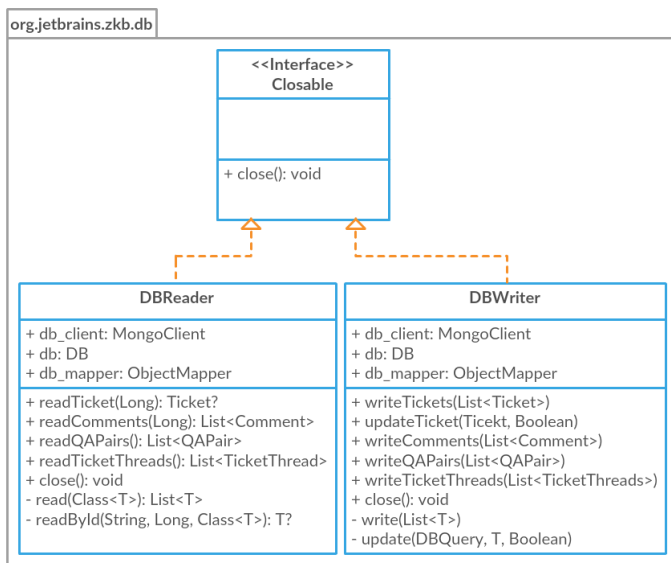 org.jetbrains.zkb.db
<<Interface>>
Closable
+ close(): void
DBReader
+ db_client: MongoClient
+ db: DB
+ db_mapper: ObjectMapper
+ readTicket(Long): Ticket?
+ readComments(Long): List<Comment>
+ readQAPairs(): List<QAPair>
+ readTicketThreads(): List<TicketThread>
+ close(): void
- read(Class<T>): List<T>
- readById(String, Long, Class<T>): T?
DBWriter
+ db_client: MongoClient
+ db: DB
+ db_mapper: ObjectMapper
+ writeTickets(List<Ticket>)
+ updateTicket(Ticekt, Boolean)
+ writeComments(List<Comment>)
+ writeQAPairs(List<QAPair>)
+ writeTicketThreads(List<TicketThreads>)
+ close(): void
- write(List<T>)
- update(DBQuery, T, Boolean)